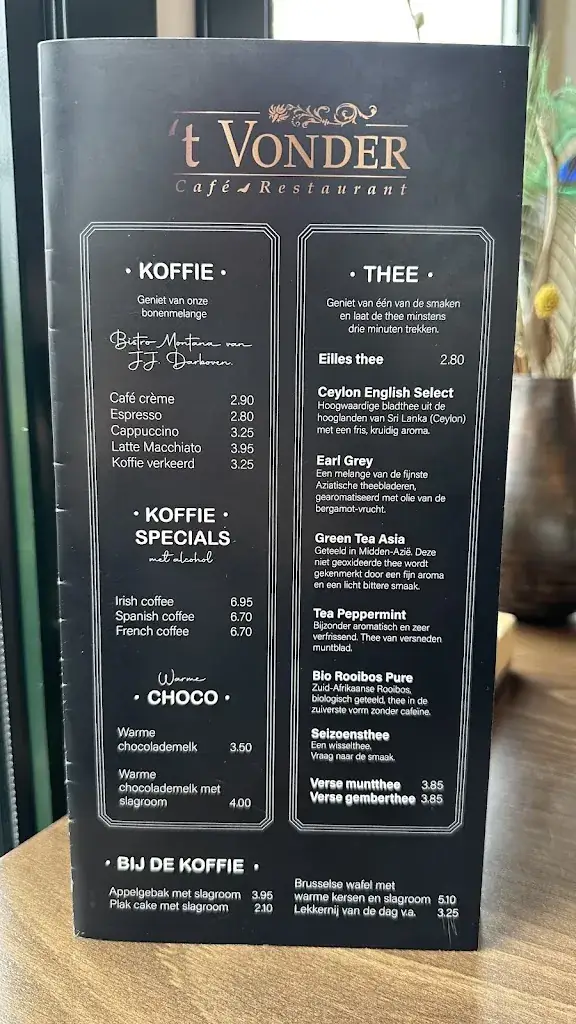 't VONDER
Café Restaurant
· KOFFIE ·
Geniet van onze
bonenmelange
Bistro Montana van
J.J. Darboven.
Café crème 2.90
Espresso 2.80
Cappuccino 3.25
Latte Macchiato 3.95
Koffie verkeerd 3.25
· KOFFIE ·
SPECIALS
met alcohol
Irish coffee 6.95
Spanish coffee 6.70
French coffee 6.70
Warme
· CHOCO ·
Warme
chocolademelk 3.50
Warme
chocolademelk met
slagroom 4.00
· THEE ·
Geniet van één van de smaken
en laat de thee minstens
drie minuten trekken.
Eilles thee 2.80
Ceylon English Select
Hoogwaardige bladthee uit de
hooglanden van Sri Lanka (Ceylon)
met een fris, kruidig aroma.
Earl Grey
Een melange van de fijnste
Aziatische theebladeren,
gearomatiseerd met olie van de
bergamot-vrucht.
Green Tea Asia
Geteeld in Midden-Azië. Deze
niet geoxideerde thee wordt
gekenmerkt door een fijn aroma
en een licht bittere smaak.
Tea Peppermint
Bijzonder aromatisch en zeer
verfrissend. Thee van versneden
muntblad.
Bio Rooibos Pure
Zuid-Afrikaanse Rooibos,
biologisch geteeld, thee in de
zuiverste vorm zonder cafeïne.
Seizoensthee
Een wisselthee.
Vraag naar de smaak.
Verse muntthee 3.85
Verse gemberthee 3.85
· BIJ DE KOFFIE ·
Appelgebak met slagroom 3.95
Plak cake met slagroom 2.10
Brusselse wafel met
warme kersen en slagroom 5.10
Lekkernij van de dag v.a. 3.25